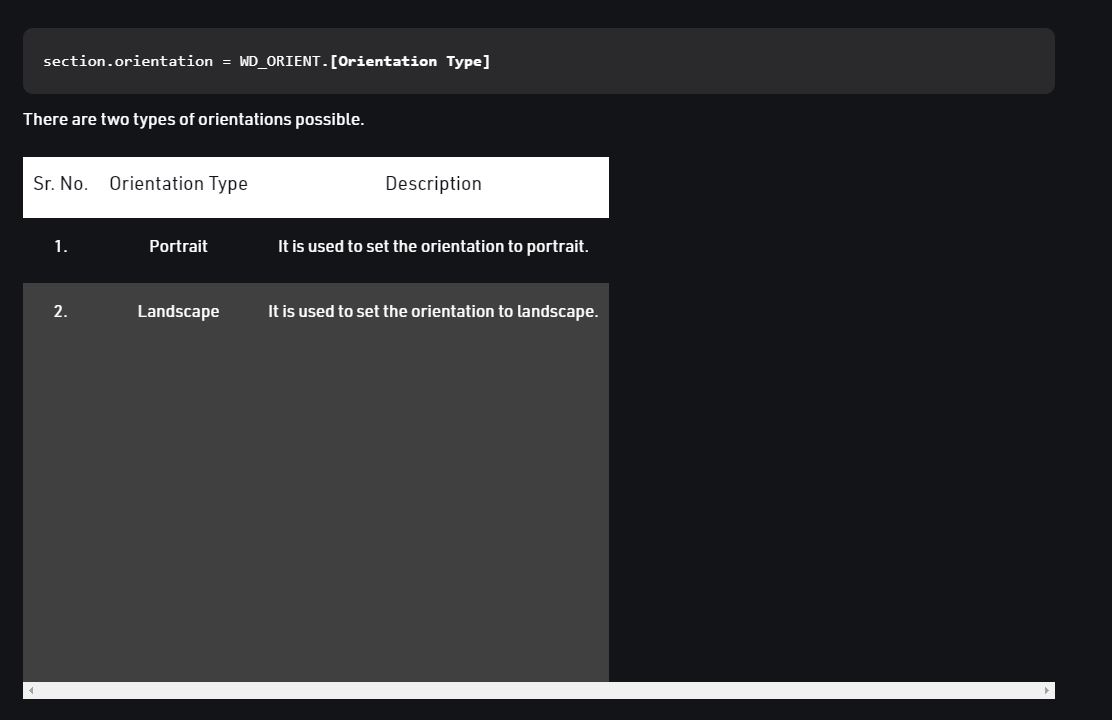 section.orientation = WD_ORIENT.[Orientation Type]
There are two types of orientations possible.
Sr. No. Orientation Type Description
1. Portrait It is used to set the orientation to portrait.
2. Landscape It is used to set the orientation to landscape.